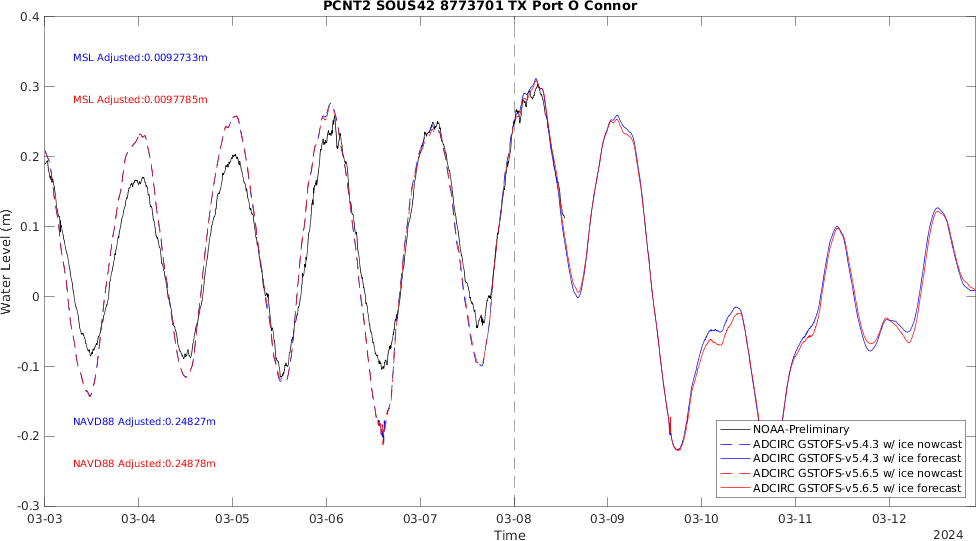 PCNT2 SOUS42 8773701 TX Port O Connor
0.4
0.3
0.2
0.1
0
-0.1
-0.2
-0.3
Water Level (m)
MSL Adjusted:0.0092733m
MSL Adjusted:0.0097785m
NAVD88 Adjusted:0.24827m
NAVD88 Adjusted:0.24878m
NOAA-Preliminary
ADCIRC GSTOFS-v5.4.3 w/ ice nowcast
ADCIRC GSTOFS-v5.4.3 w/ ice forecast
ADCIRC GSTOFS-v5.6.5 w/ ice nowcast
ADCIRC GSTOFS-v5.6.5 w/ ice forecast
03-03 03-04 03-05 03-06 03-07 03-08 03-09 03-10 03-11 03-12
Time
2024